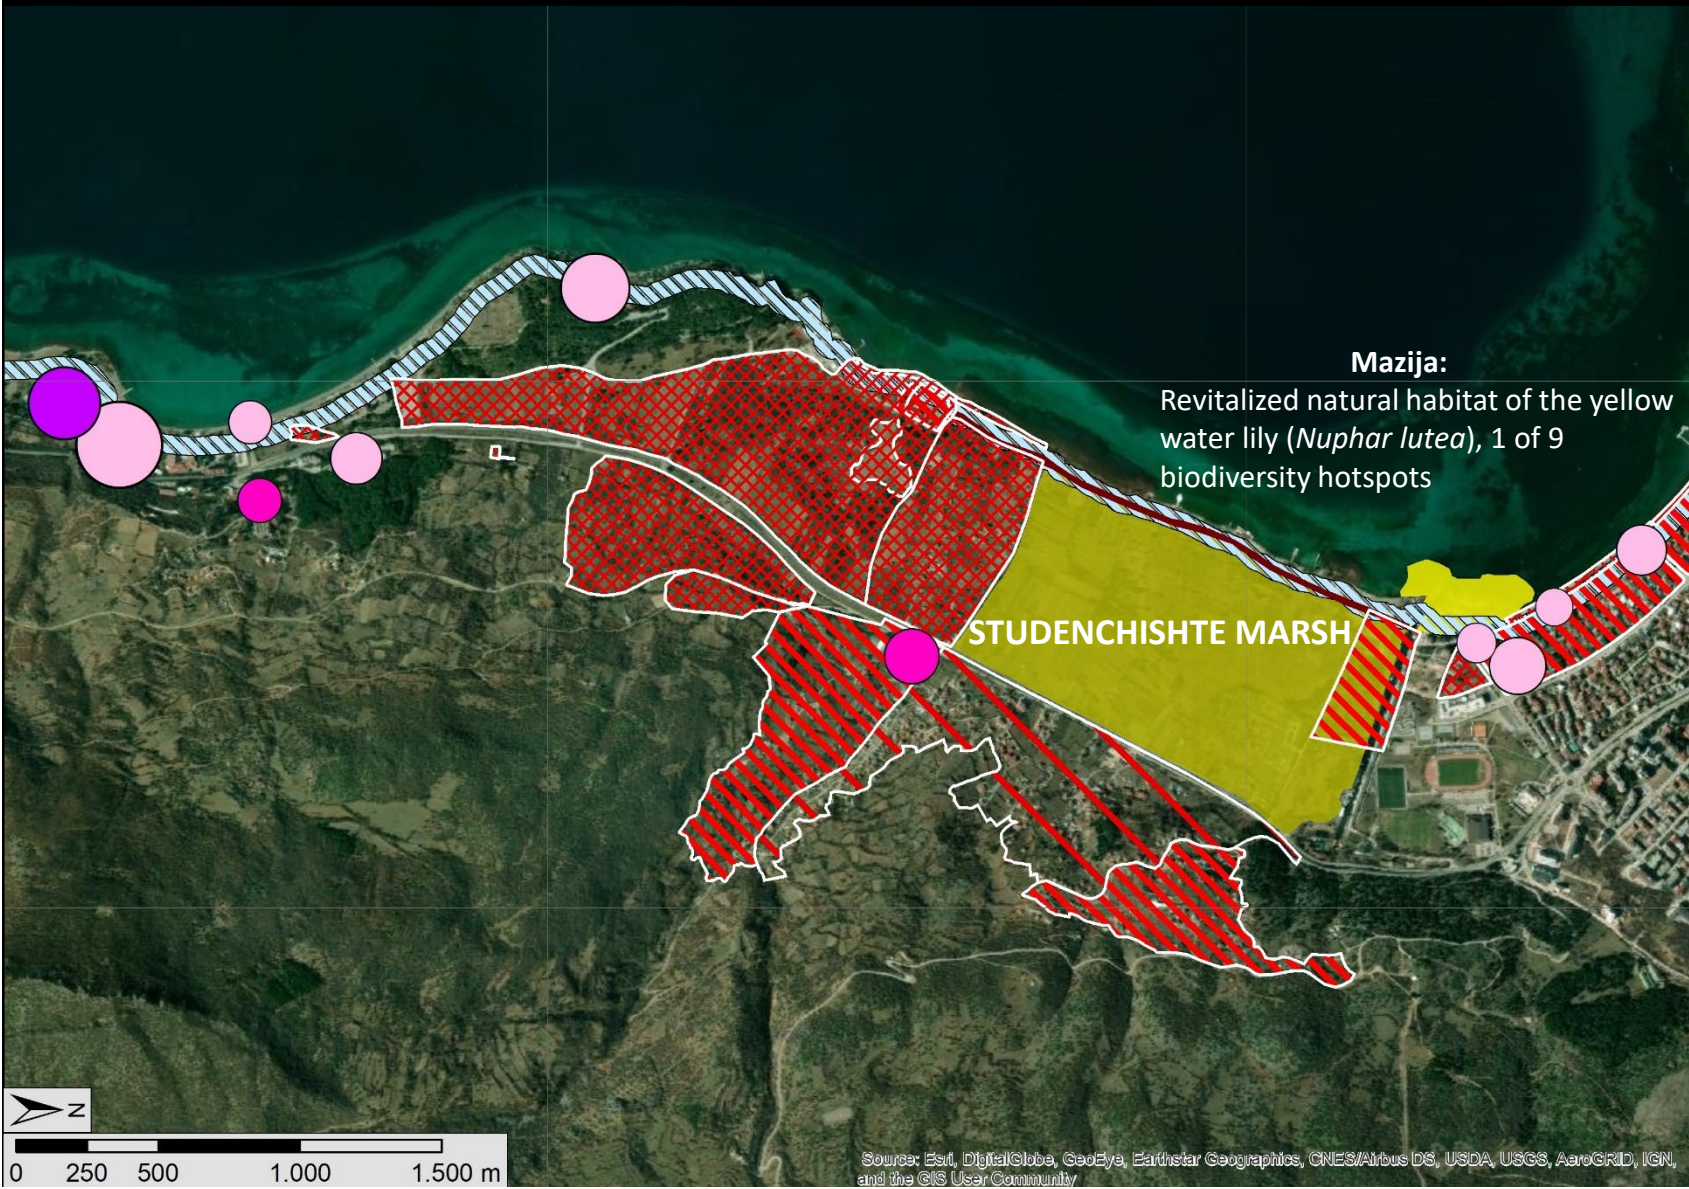 Mazija:
Revitalized natural habitat of the yellow
water lily (Nuphar lutea), 1 of 9
biodiversity hotspots
STUDENCHISHTE MARSH
N
0 250 500 1.000 1.500 m
Source: Esri, DigitalGlobe, GeoEye, Earthstar Geographics, CNES/Airbus DS, USDA, USGS, AeroGRID, IGN,
and the GIS User Community